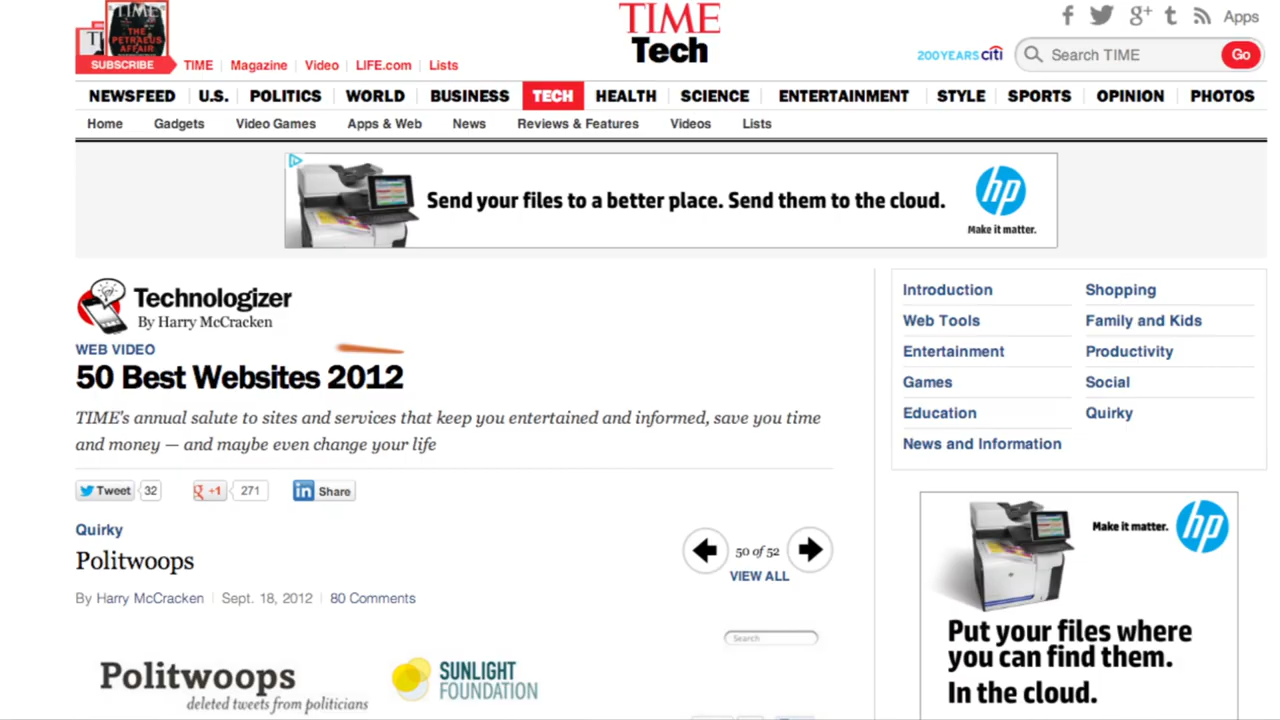 TIME
THE
PETRAEUS
AFFAIR
SUBSCRIBE
TIME
Magazine
Video
LIFE.com
Lists
TIME
Tech
g+
Apps
200YEARS citi
Search TIME
Go
NEWSFEED U.S. POLITICS WORLD BUSINESS TECH HEALTH SCIENCE ENTERTAINMENT STYLE SPORTS OPINION PHOTOS
Home Gadgets Video Games Apps & Web News Reviews & Features Videos Lists
Send your files to a better place. Send them to the cloud.
hp
Make it matter.
Technologizer
By Harry McCracken
WEB VIDEO
50 Best Websites 2012
TIME's annual salute to sites and services that keep you entertained and informed, save you time
and money — and maybe even change your life
Tweet 32 g +1 271 in Share
Quirky
Politwoops
By Harry McCracken Sept. 18, 2012 80 Comments
50 of 52
VIEW ALL
Search
Politwoops
deleted tweets from politicians
SUNLIGHT
FOUNDATION
Introduction
Web Tools
Entertainment
Games
Education
News and Information
Shopping
Family and Kids
Productivity
Social
Quirky
Make it matter.
hp
Put your files where
you can find them.
In the cloud.